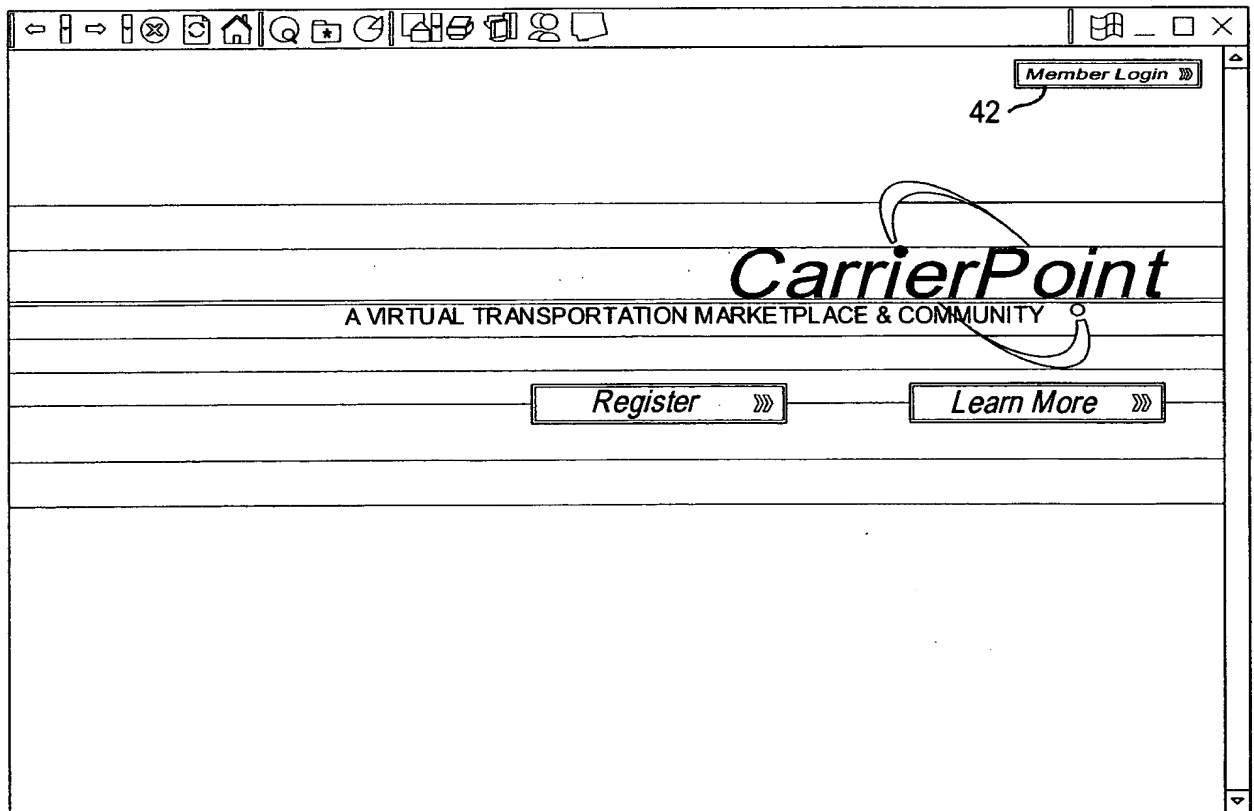 Member Login
42
CarrierPoint
A VIRTUAL TRANSPORTATION MARKETPLACE & COMMUNITY
Register
Learn More